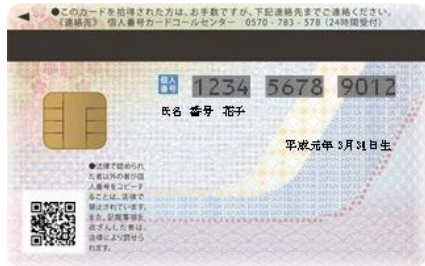 ●このカードを拾得された方は、お手数ですが、下記連絡先までご連絡ください。
《連絡先》 個人番号カードコールセンター 0570-783-578 (24時間受付)
個人番号 1234 5678 9012
氏名 番号 花子
平成元年 3月31日生
●法律で認められ
た者以外の者が個
人番号をコピーす
ることは、法律で
禁止されています。
また、記載事項を
改ざんした者は、
法律により罰せら
れます。